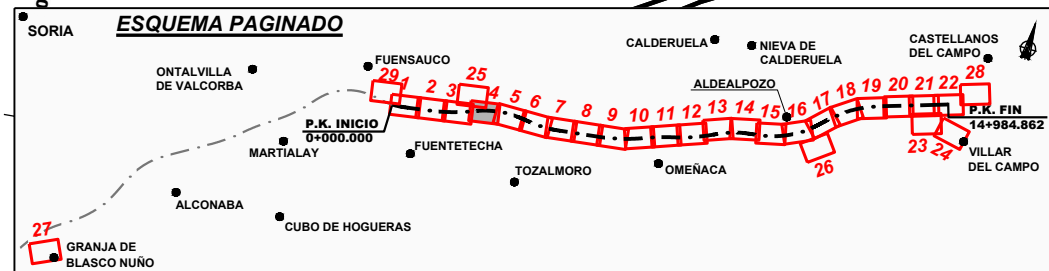 ESQUEMA PAGINADO
SORIA
ONTALVILLA
DE VALCORBA
FUENSAUCO
CALDERUELA
NIEVA DE
CALDERUELA
CASTELLANOS
DEL CAMPO
ALDEALPOZO
29 1 2 3 25 4 5 6 7 8 9 10 11 12 13 14 15 16 17 18 19 20 21 22 28
P.K. INICIO
0+000.000
P.K. FIN
14+984.862
23 24
26
MARTIALAY
FUENTETECHA
TOZALMORO
OMEÑACA
VILLAR
DEL CAMPO
ALCONABA
CUBO DE HOGUERAS
27
GRANJA DE
BLASCO NUÑO